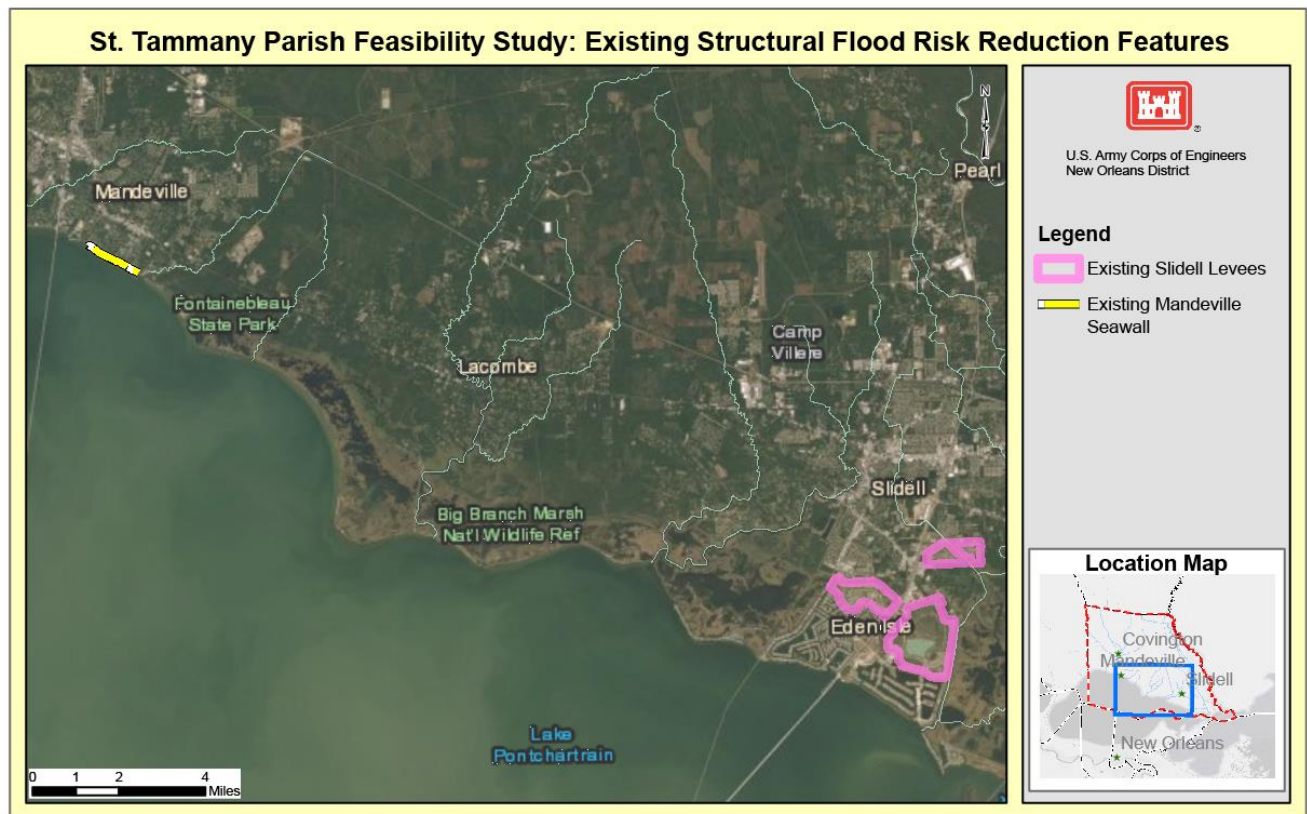 St. Tammany Parish Feasibility Study: Existing Structural Flood Risk Reduction Features
N
Pearl
Mandeville
Fontainebleau
State Park
Lacombe
Camp
Villere
Slidell
Big Branch Marsh
Nat'l Wildlife Ref
Eden Isle
Lake
Pontchartrain
0 1 2 4
Miles
®
U.S. Army Corps of Engineers
New Orleans District
Legend
Existing Slidell Levees
Existing Mandeville
Seawall
Location Map
Covington
Mandeville
Slidell
New Orleans